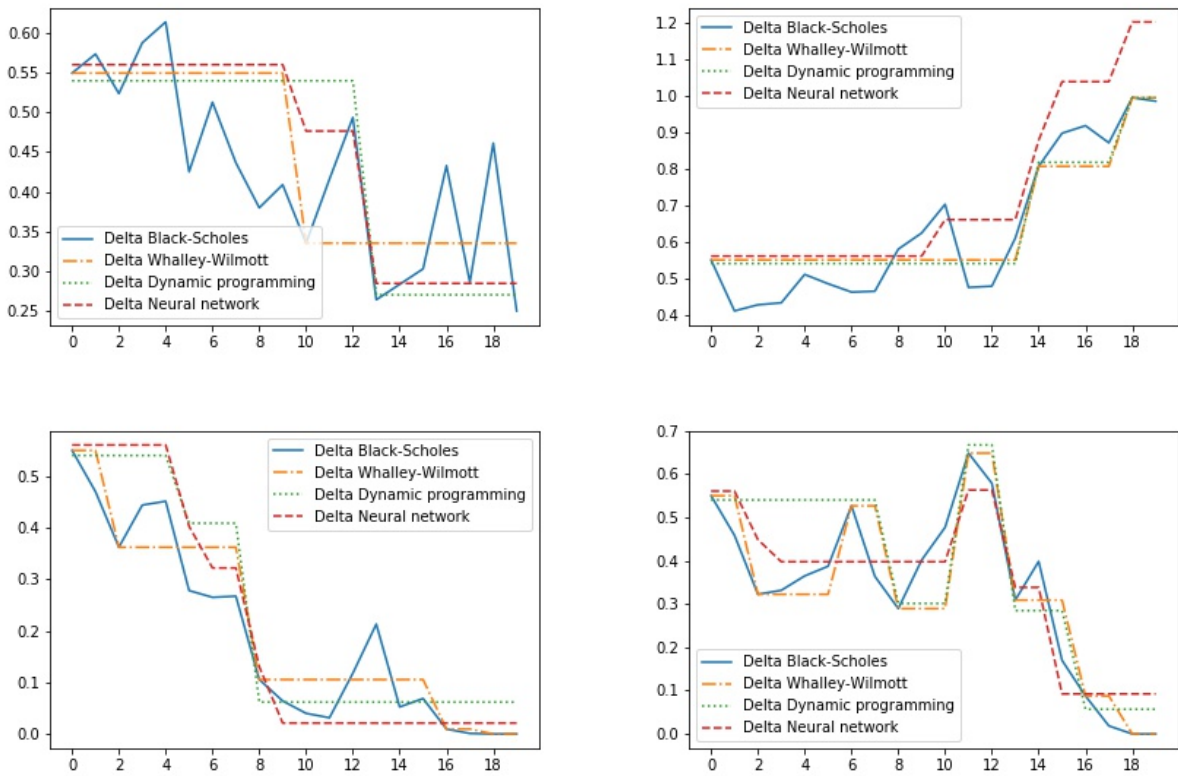 0.60
0.55
0.50
0.45
0.40
0.35
0.30
0.25
Delta Black-Scholes
Delta Whalley-Wilmott
Delta Dynamic programming
Delta Neural network
0 2 4 6 8 10 12 14 16 18
1.2
1.1
1.0
0.9
0.8
0.7
0.6
0.5
0.4
Delta Black-Scholes
Delta Whalley-Wilmott
Delta Dynamic programming
Delta Neural network
0 2 4 6 8 10 12 14 16 18
0.5
0.4
0.3
0.2
0.1
0.0
Delta Black-Scholes
Delta Whalley-Wilmott
Delta Dynamic programming
Delta Neural network
0 2 4 6 8 10 12 14 16 18
0.7
0.6
0.5
0.4
0.3
0.2
0.1
0.0
Delta Black-Scholes
Delta Whalley-Wilmott
Delta Dynamic programming
Delta Neural network
0 2 4 6 8 10 12 14 16 18